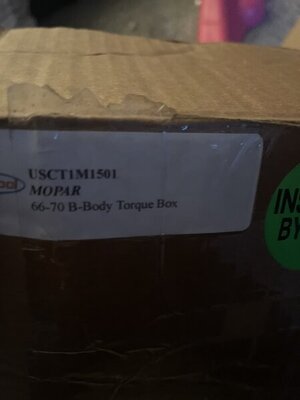 USCT1M1501
MOPAR
66-70 B-Body Torque Box